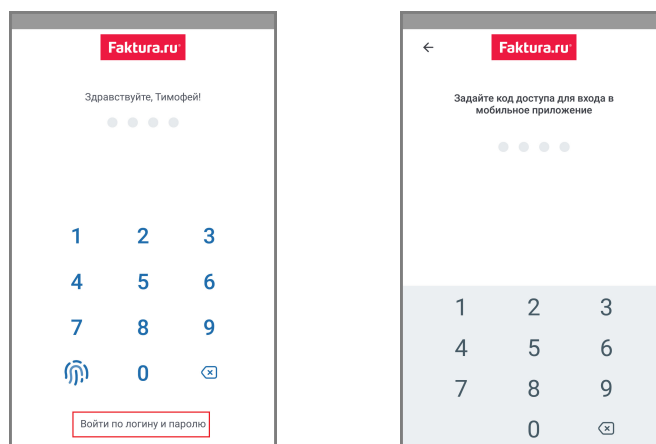 Faktura.ru
Здравствуйте, Тимофей!
1 2 3
4 5 6
7 8 9
0
Войти по логину и паролю
Faktura.ru
Задайте код доступа для входа в
мобильное приложение
1 2 3
4 5 6
7 8 9
0